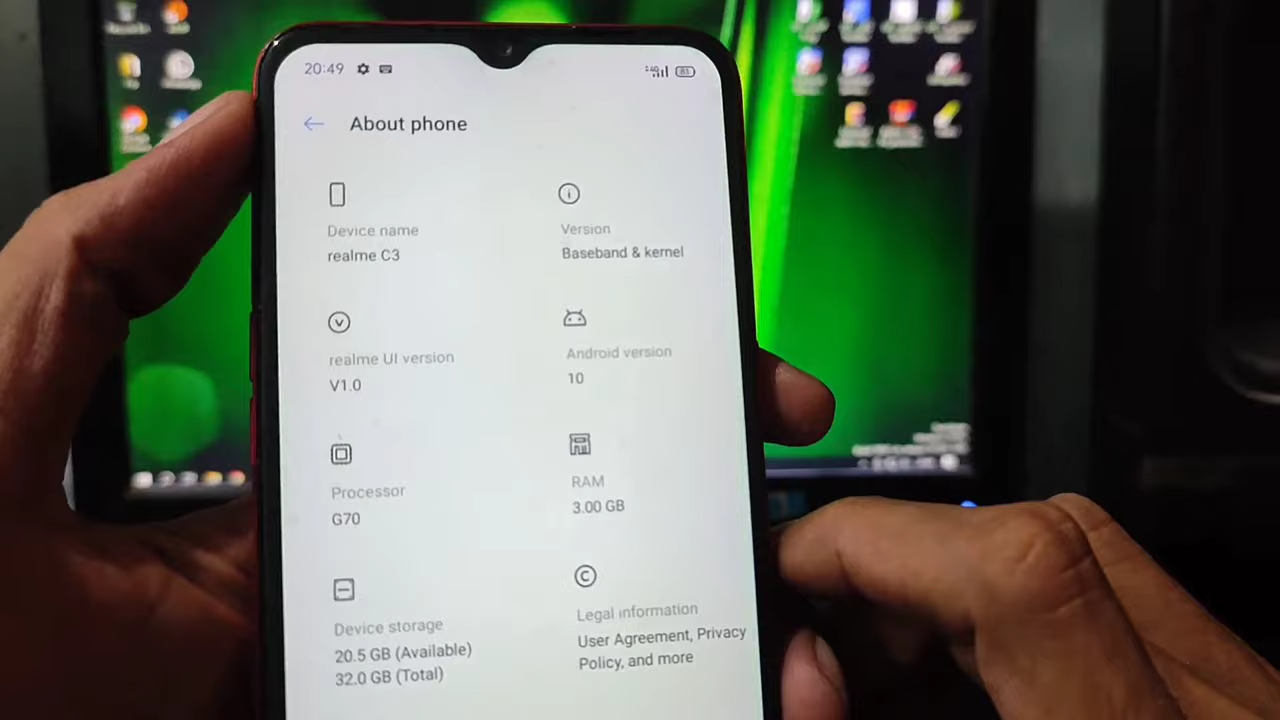 20:49
4G
83
About phone
Device name
realme C3
Version
Baseband & kernel
realme UI version
V1.0
Android version
10
Processor
G70
RAM
3.00 GB
Device storage
20.5 GB (Available)
32.0 GB (Total)
Legal information
User Agreement, Privacy
Policy, and more